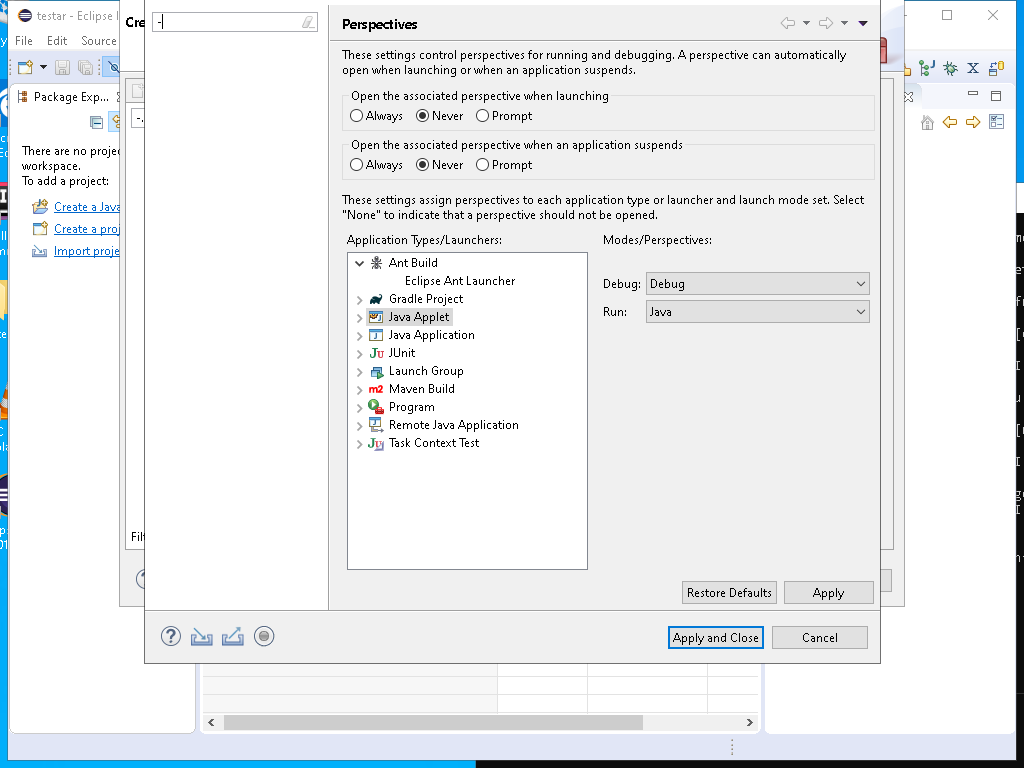 testar - Eclipse I
Cre
-
Perspectives
File Edit Source
These settings control perspectives for running and debugging. A perspective can automatically
open when launching or when an application suspends.
Package Exp...
Open the associated perspective when launching
Always Never Prompt
-.
Open the associated perspective when an application suspends
Always Never Prompt
There are no proje
workspace.
To add a project:
Create a Java
Create a proj
Import proje
These settings assign perspectives to each application type or launcher and launch mode set. Select
"None" to indicate that a perspective should not be opened.
Application Types/Launchers:
Modes/Perspectives:
Ant Build
Eclipse Ant Launcher
Gradle Project
Java Applet
Java Application
JUnit
Launch Group
Maven Build
Program
Remote Java Application
Task Context Test
Debug: Debug
Run: Java
Filt
Restore Defaults Apply
Apply and Close Cancel